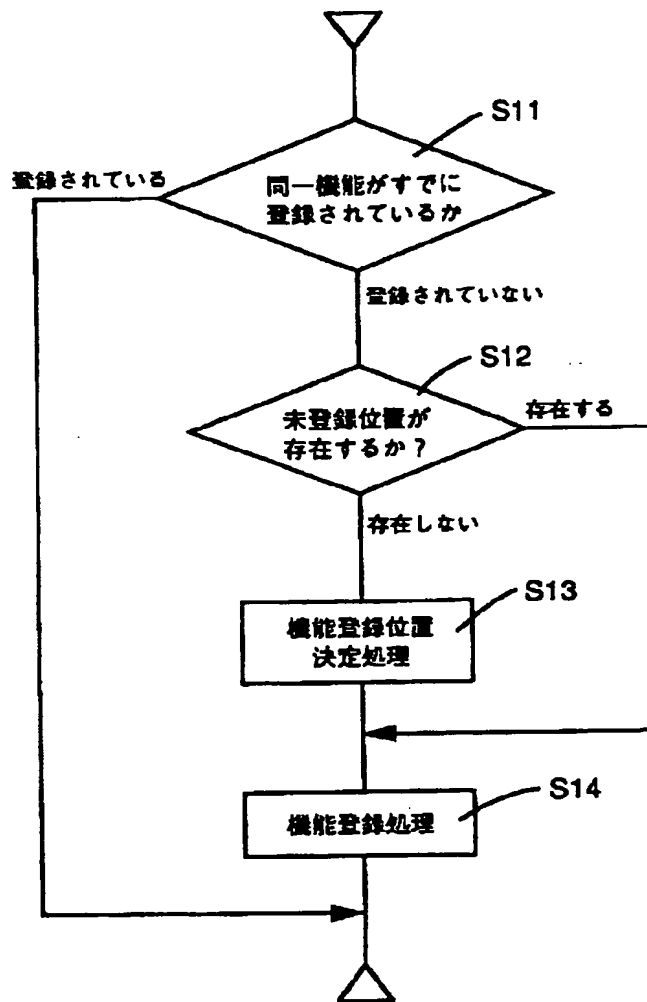 S11
登録されている
同一機能がすでに
登録されているか
登録されていない
S12
存在する
未登録位置が
存在するか?
存在しない
S13
機能登録位置
決定処理
S14
機能登録処理